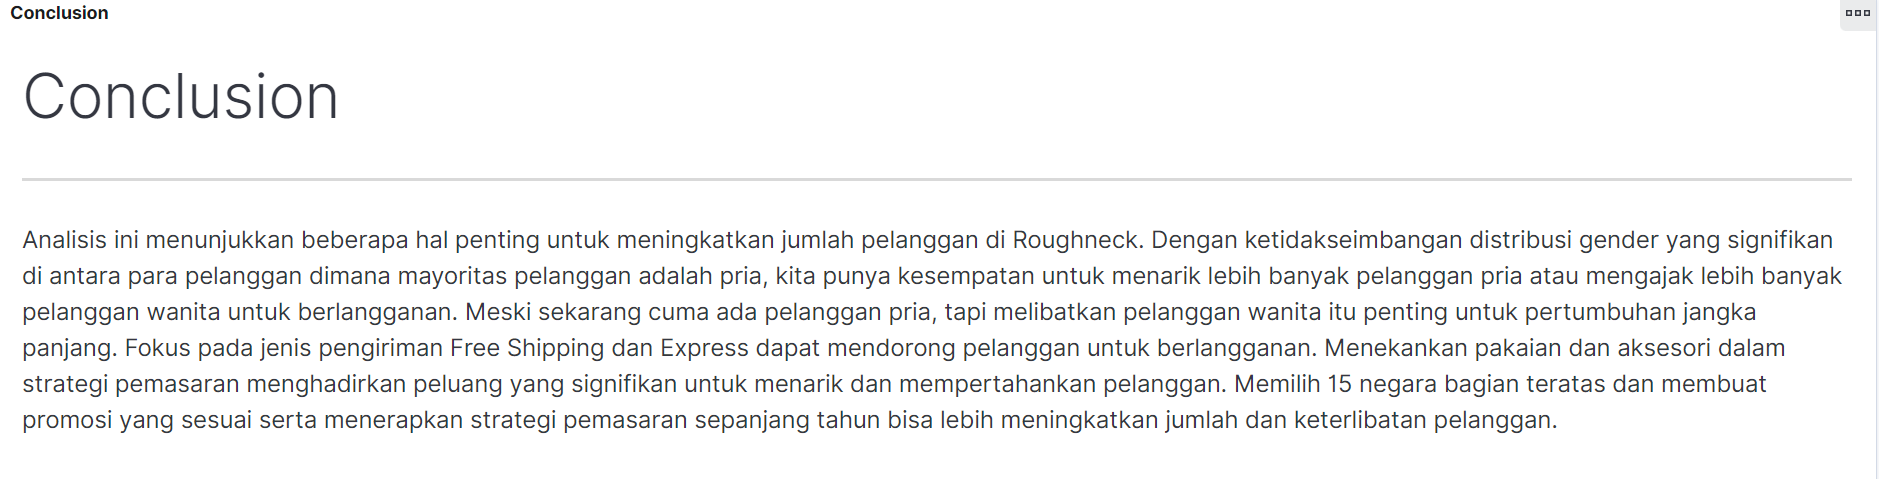 Conclusion
Conclusion
Analisis ini menunjukkan beberapa hal penting untuk meningkatkan jumlah pelanggan di Roughneck. Dengan ketidakseimbangan distribusi gender yang signifikan
di antara para pelanggan dimana mayoritas pelanggan adalah pria, kita punya kesempatan untuk menarik lebih banyak pelanggan pria atau mengajak lebih banyak
pelanggan wanita untuk berlangganan. Meski sekarang cuma ada pelanggan pria, tapi melibatkan pelanggan wanita itu penting untuk pertumbuhan jangka
panjang. Fokus pada jenis pengiriman Free Shipping dan Express dapat mendorong pelanggan untuk berlangganan. Menekankan pakaian dan aksesori dalam
strategi pemasaran menghadirkan peluang yang signifikan untuk menarik dan mempertahankan pelanggan. Memilih 15 negara bagian teratas dan membuat
promosi yang sesuai serta menerapkan strategi pemasaran sepanjang tahun bisa lebih meningkatkan jumlah dan keterlibatan pelanggan.